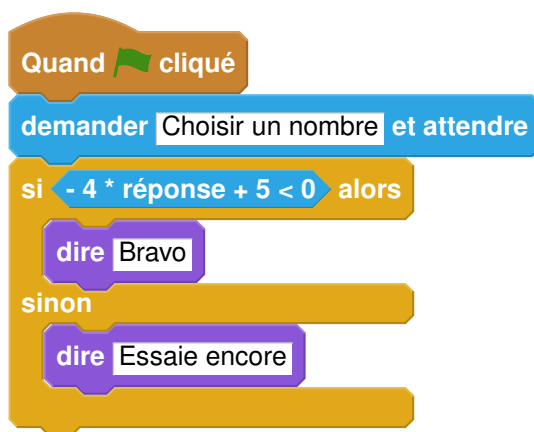 Quand cliqué
demander Choisir un nombre et attendre
si - 4 * réponse + 5 < 0 alors
dire Bravo
sinon
dire Essaie encore